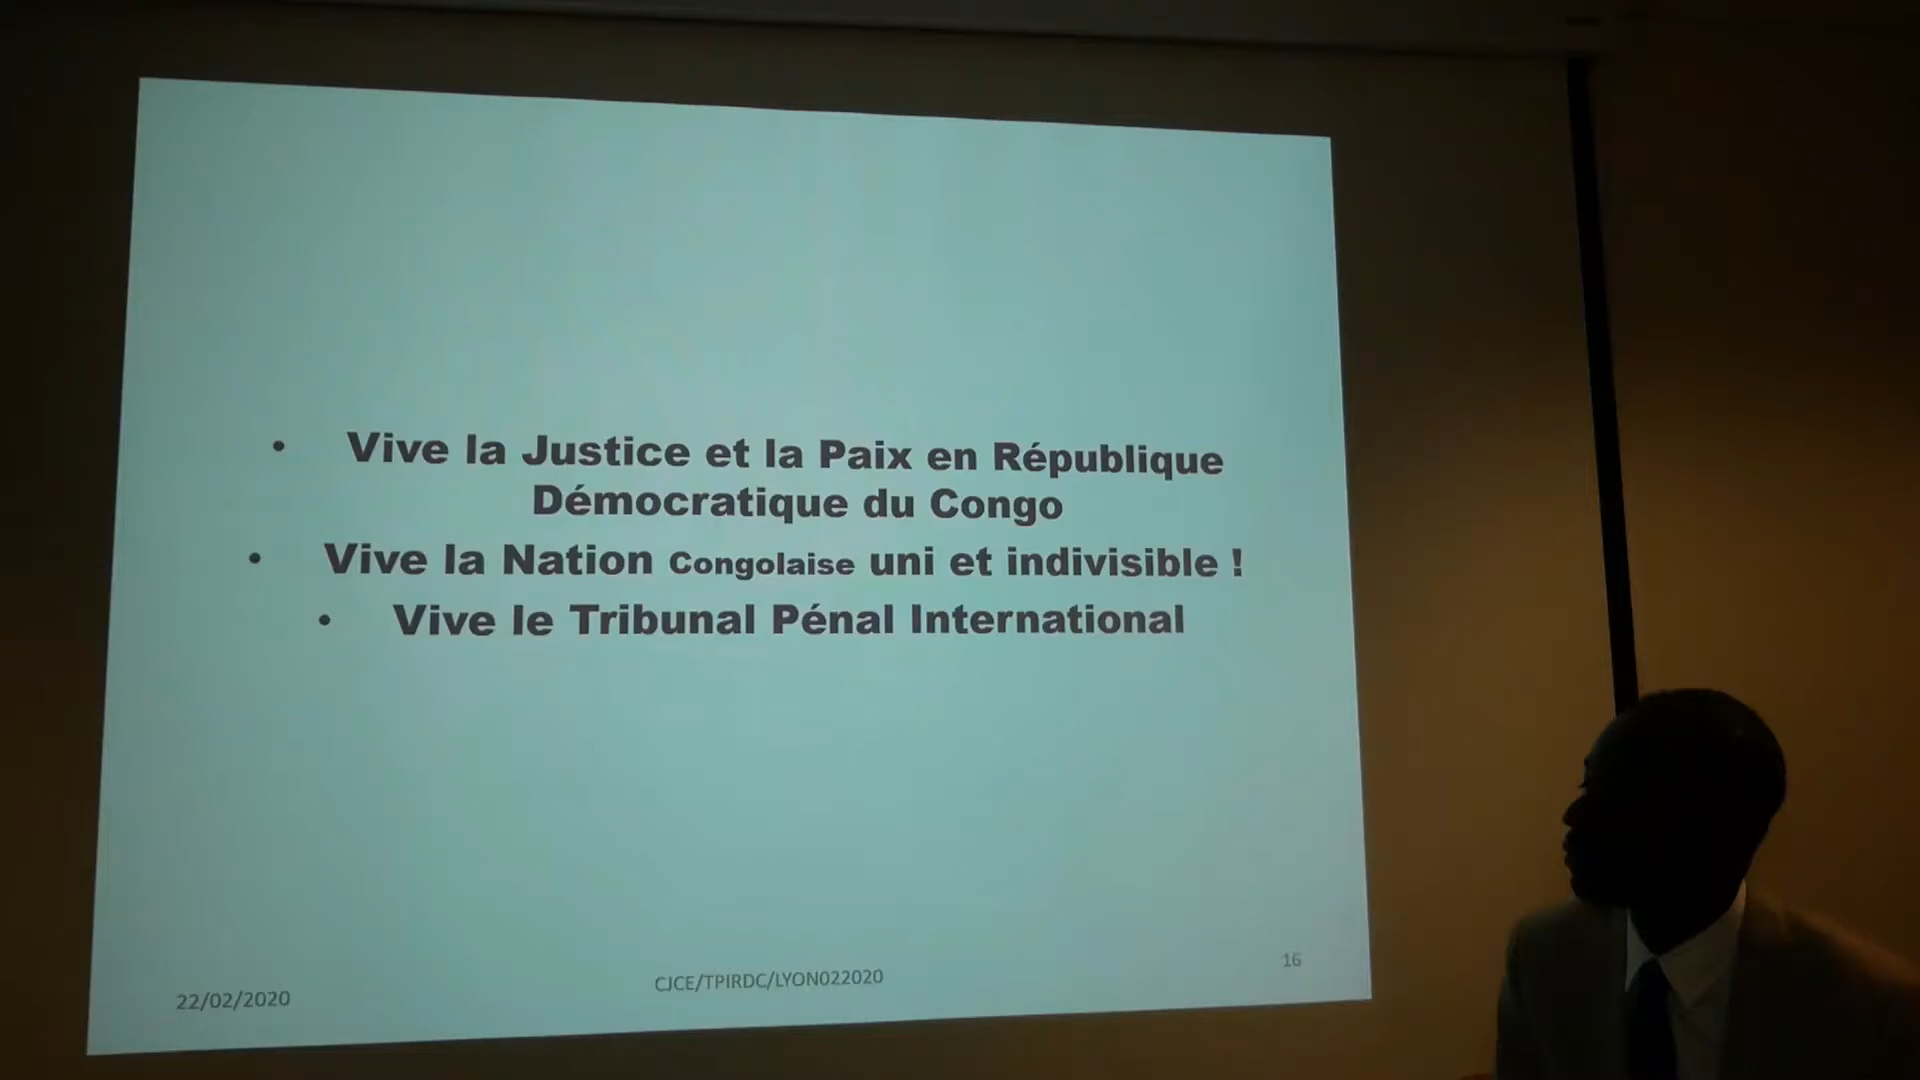 • Vive la Justice et la Paix en République
Démocratique du Congo
• Vive la Nation Congolaise uni et indivisible !
• Vive le Tribunal Pénal International
22/02/2020
CJCE/TPIRDC/LYON022020
16